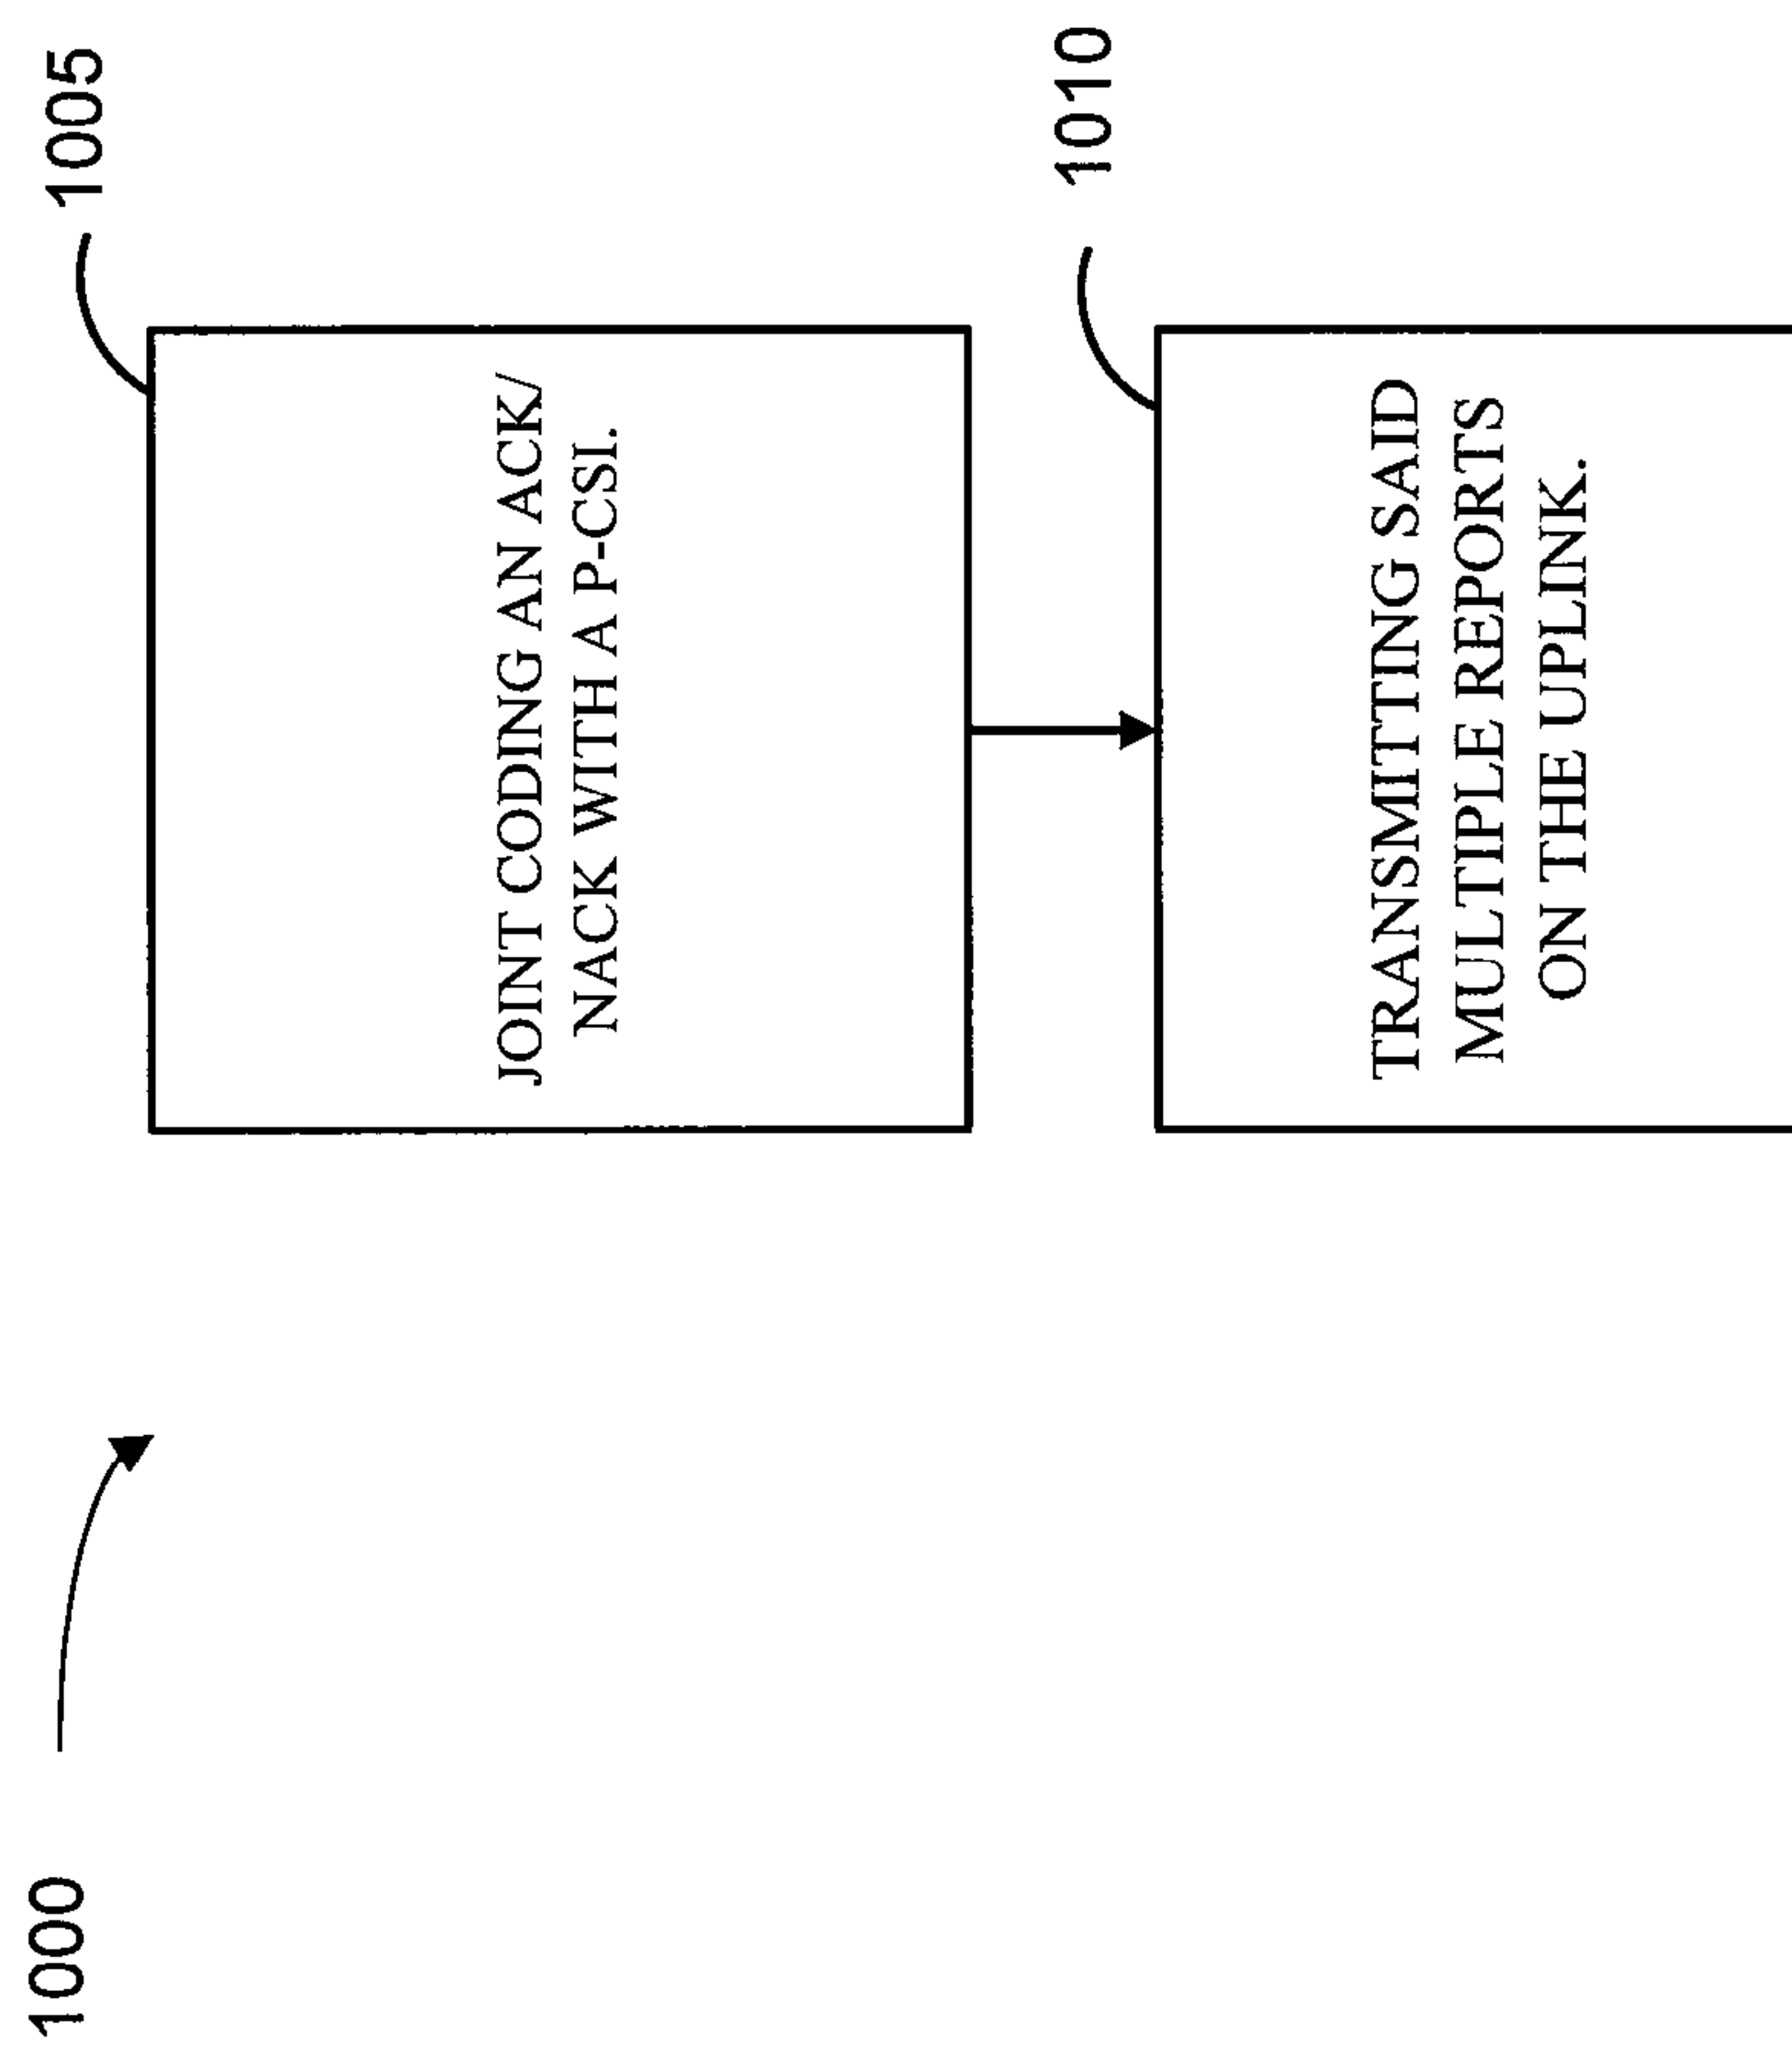 1000
1005
JOINT CODING AN ACK/
NACK WITH A P-CSI.
1010
TRANSMITTING SAID
MULTIPLE REPORTS
ON THE UPLINK.